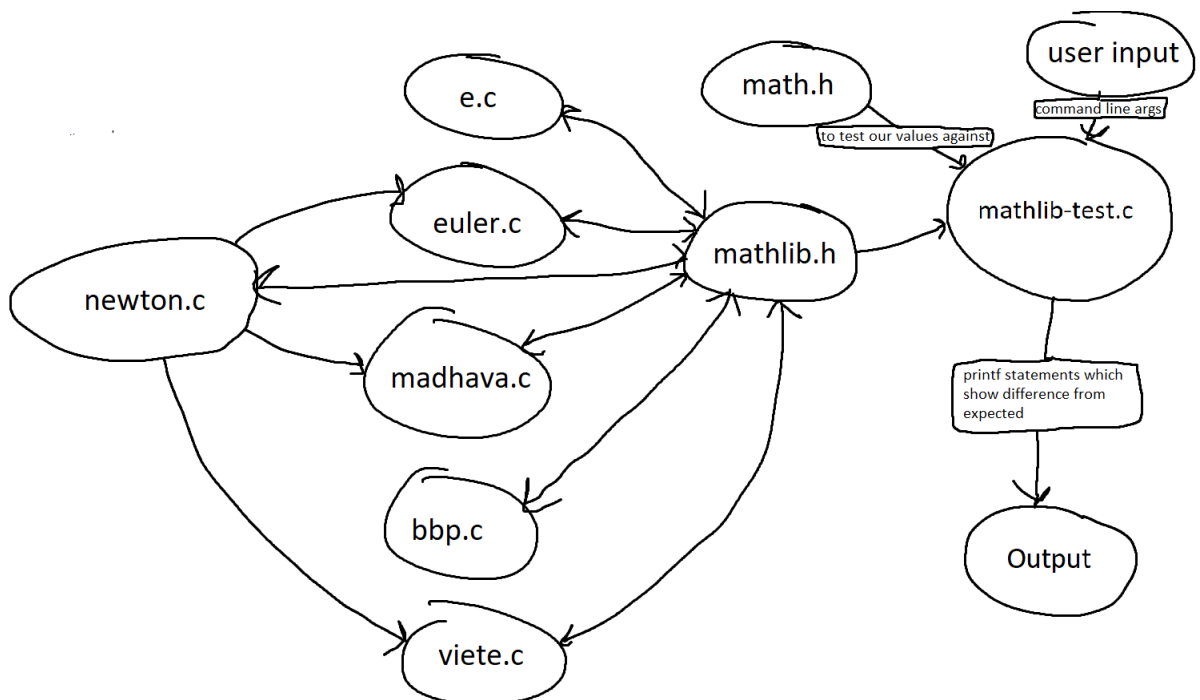 user input
e.c
math.h
command line args
to test our values against
euler.c
mathlib-test.c
mathlib.h
newton.c
madhava.c
printf statements which
show difference from
expected
bbp.c
Output
viete.c